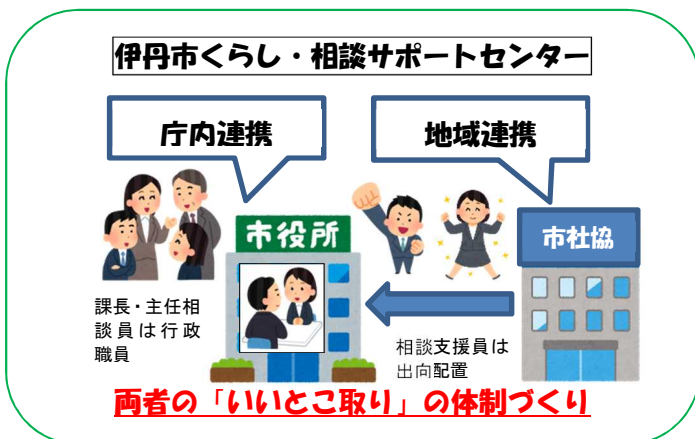 伊丹市くらし・相談サポートセンター
庁内連携
地域連携
市役所
市社協
課長・主任相
談員は行政
職員
相談支援員は
出向配置
両者の「いいとこ取り」の体制づくり